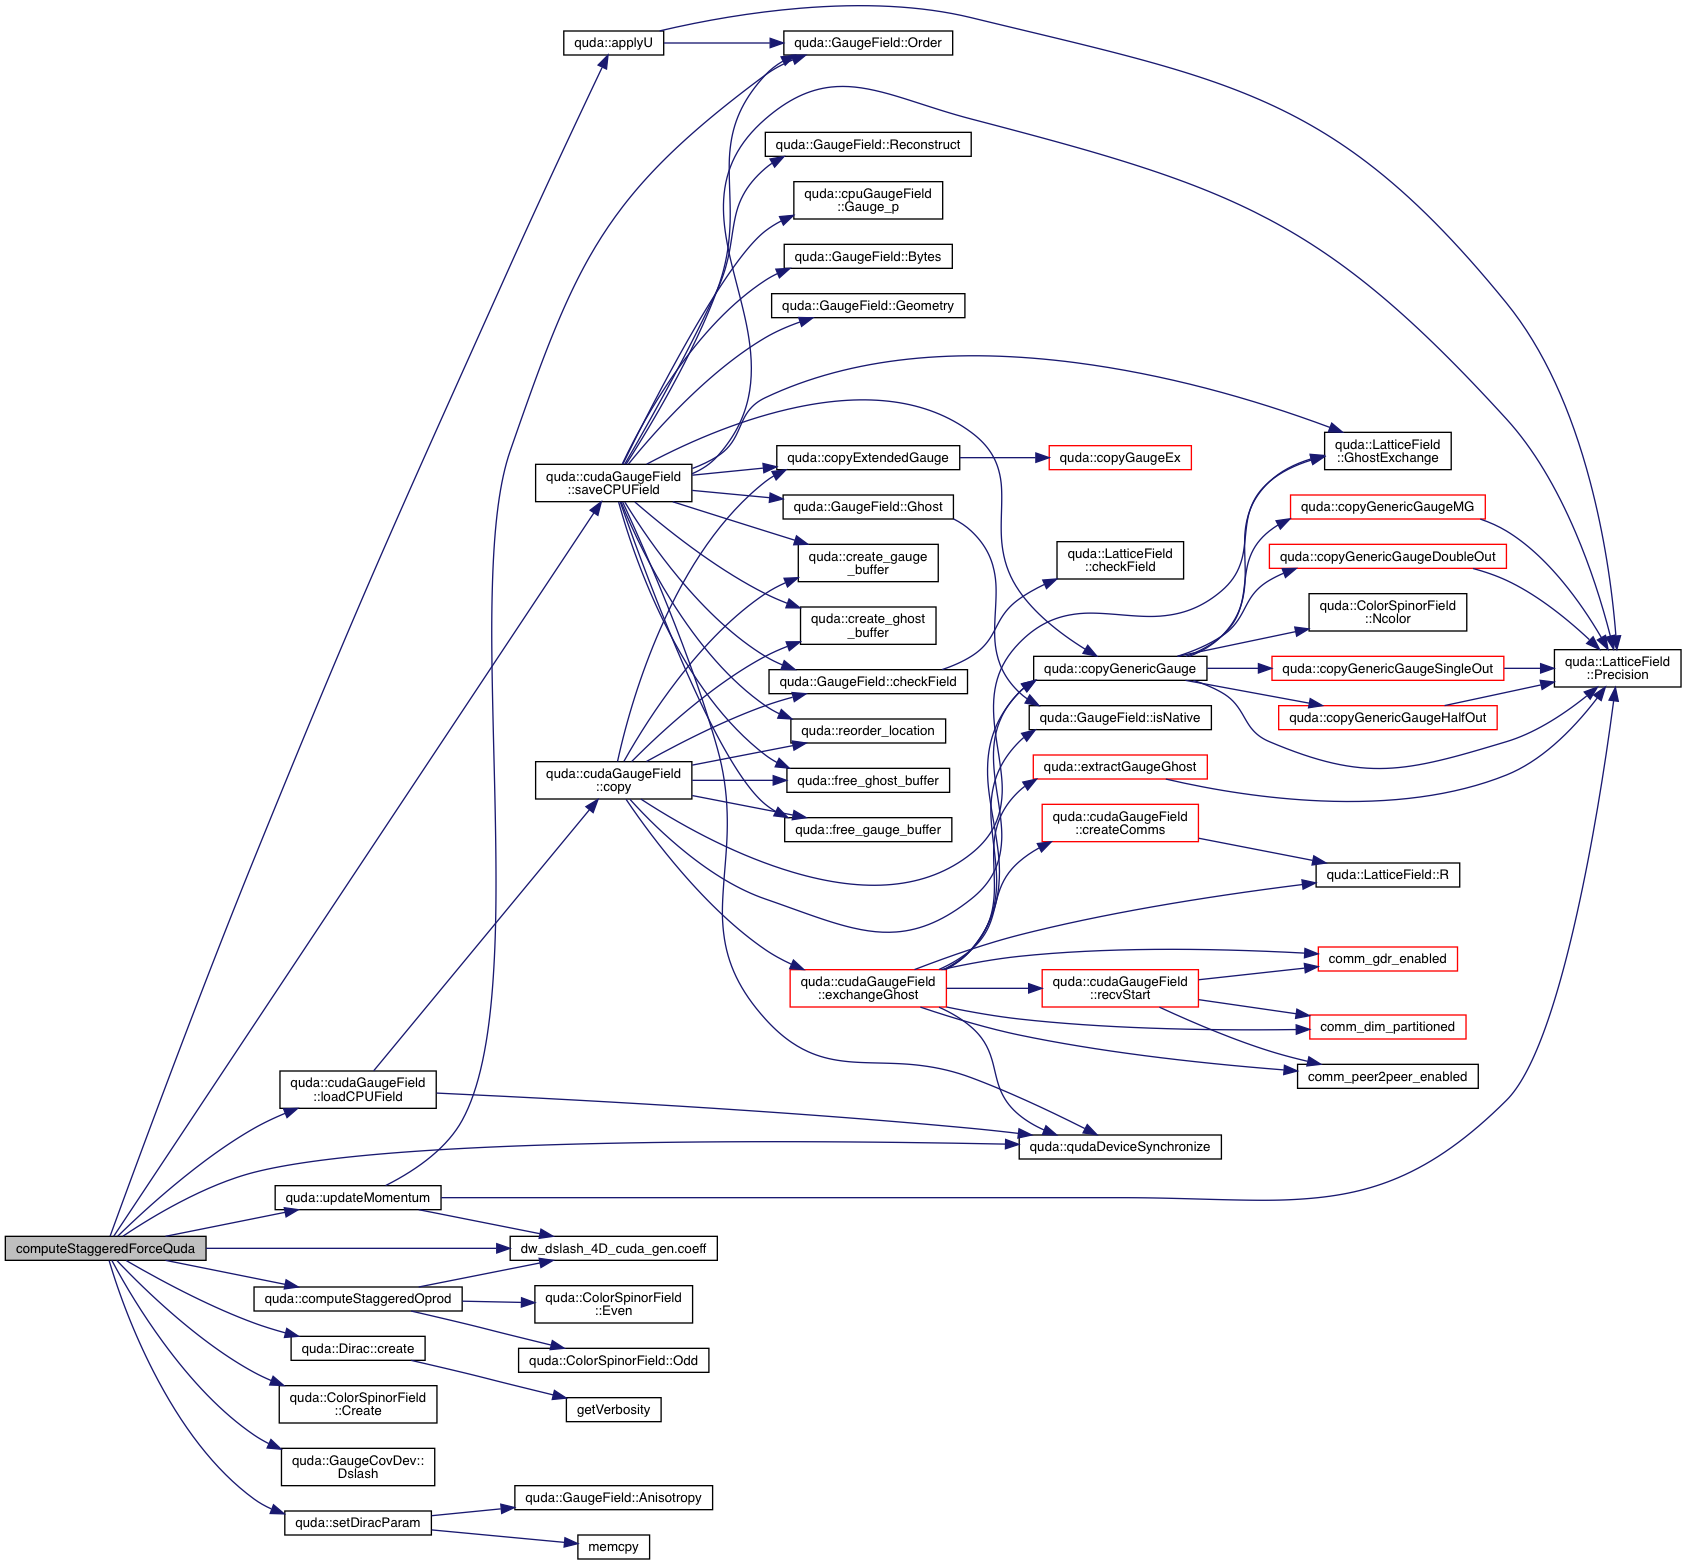 quda::applyU
quda::GaugeField::Order
quda::GaugeField::Reconstruct
quda::cpuGaugeField
::Gauge_p
quda::GaugeField::Bytes
quda::GaugeField::Geometry
quda::LatticeField
::GhostExchange
quda::copyExtendedGauge
quda::copyGaugeEx
quda::cudaGaugeField
::saveCPUField
quda::GaugeField::Ghost
quda::copyGenericGaugeMG
quda::create_gauge
_buffer
quda::LatticeField
::checkField
quda::copyGenericGaugeDoubleOut
quda::create_ghost
_buffer
quda::ColorSpinorField
::Ncolor
quda::GaugeField::checkField
quda::copyGenericGauge
quda::copyGenericGaugeSingleOut
quda::LatticeField
::Precision
quda::reorder_location
quda::GaugeField::isNative
quda::copyGenericGaugeHalfOut
quda::cudaGaugeField
::copy
quda::free_ghost_buffer
quda::extractGaugeGhost
quda::free_gauge_buffer
quda::cudaGaugeField
::createComms
quda::LatticeField::R
quda::cudaGaugeField
::exchangeGhost
quda::cudaGaugeField
::recvStart
comm_gdr_enabled
comm_dim_partitioned
comm_peer2peer_enabled
quda::cudaGaugeField
::loadCPUField
quda::qudaDeviceSynchronize
quda::updateMomentum
computeStaggeredForceQuda
dw_dslash_4D_cuda_gen.coeff
quda::computeStaggeredOprod
quda::ColorSpinorField
::Even
quda::Dirac::create
quda::ColorSpinorField::Odd
quda::ColorSpinorField
::Create
getVerbosity
quda::GaugeCovDev::
Dslash
quda::setDiracParam
quda::GaugeField::Anisotropy
memcpy